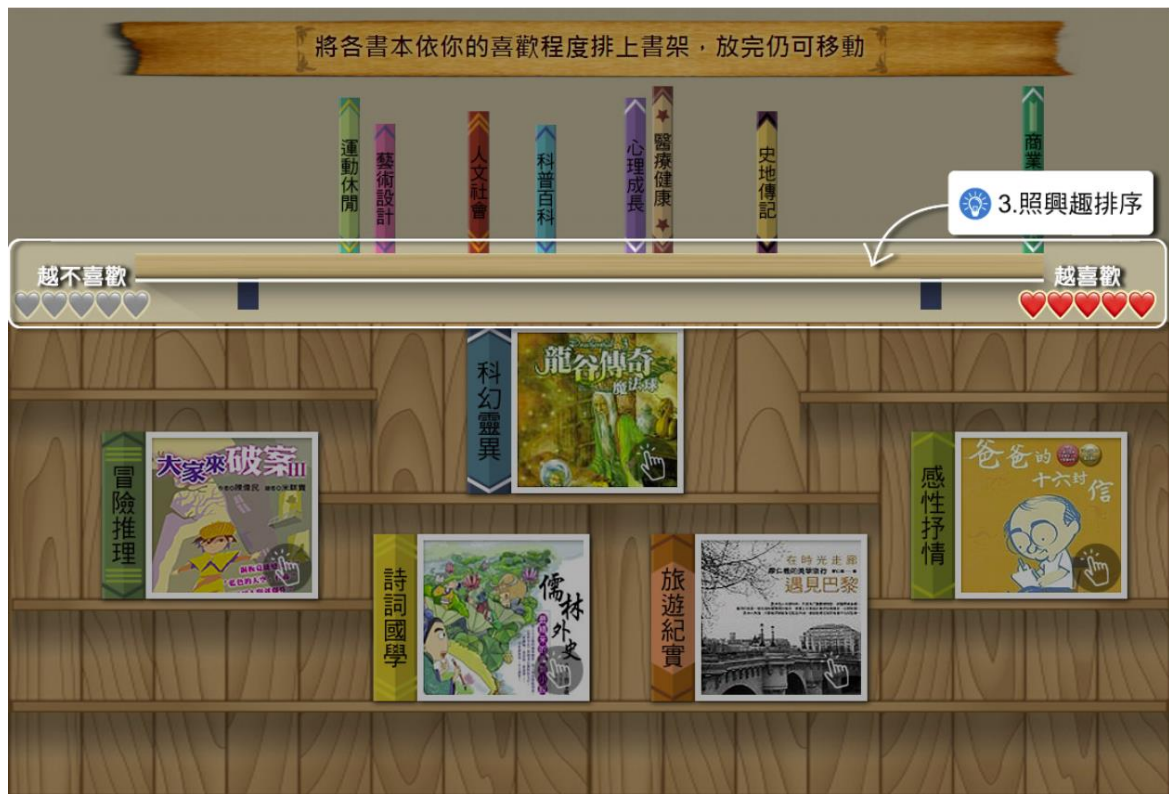 將各書本依你的喜歡程度排上書架，放完仍可移動
運動休閒
藝術設計
人文社會
科普百科
心理成長
醫療健康
史地傳記
商業
3.照興趣排序
越不喜歡
越喜歡
科幻靈異
龍谷傳奇
魔法球
冒險推理
大家來破案III
感性抒情
爸爸的
十六封信
詩詞國學
儒林外史
旅遊紀實
在時光走廊
遇見巴黎